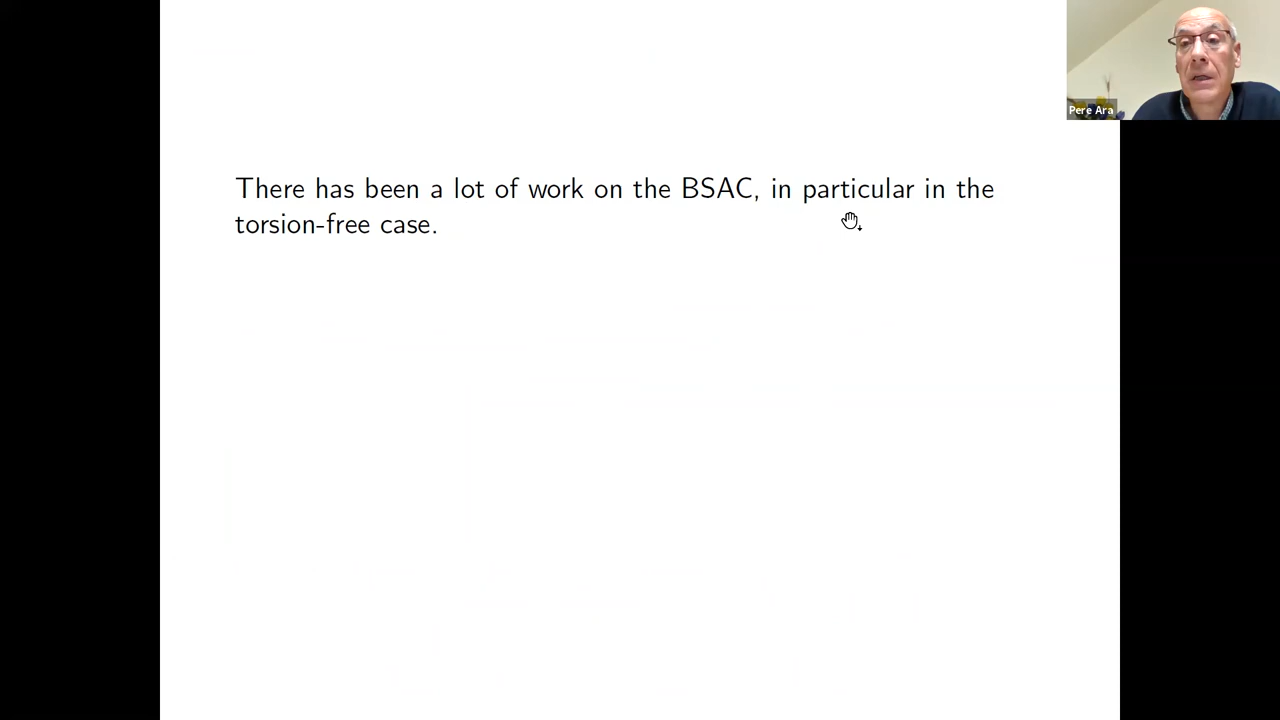 Pere Ara
There has been a lot of work on the BSAC, in particular in the
torsion-free case.